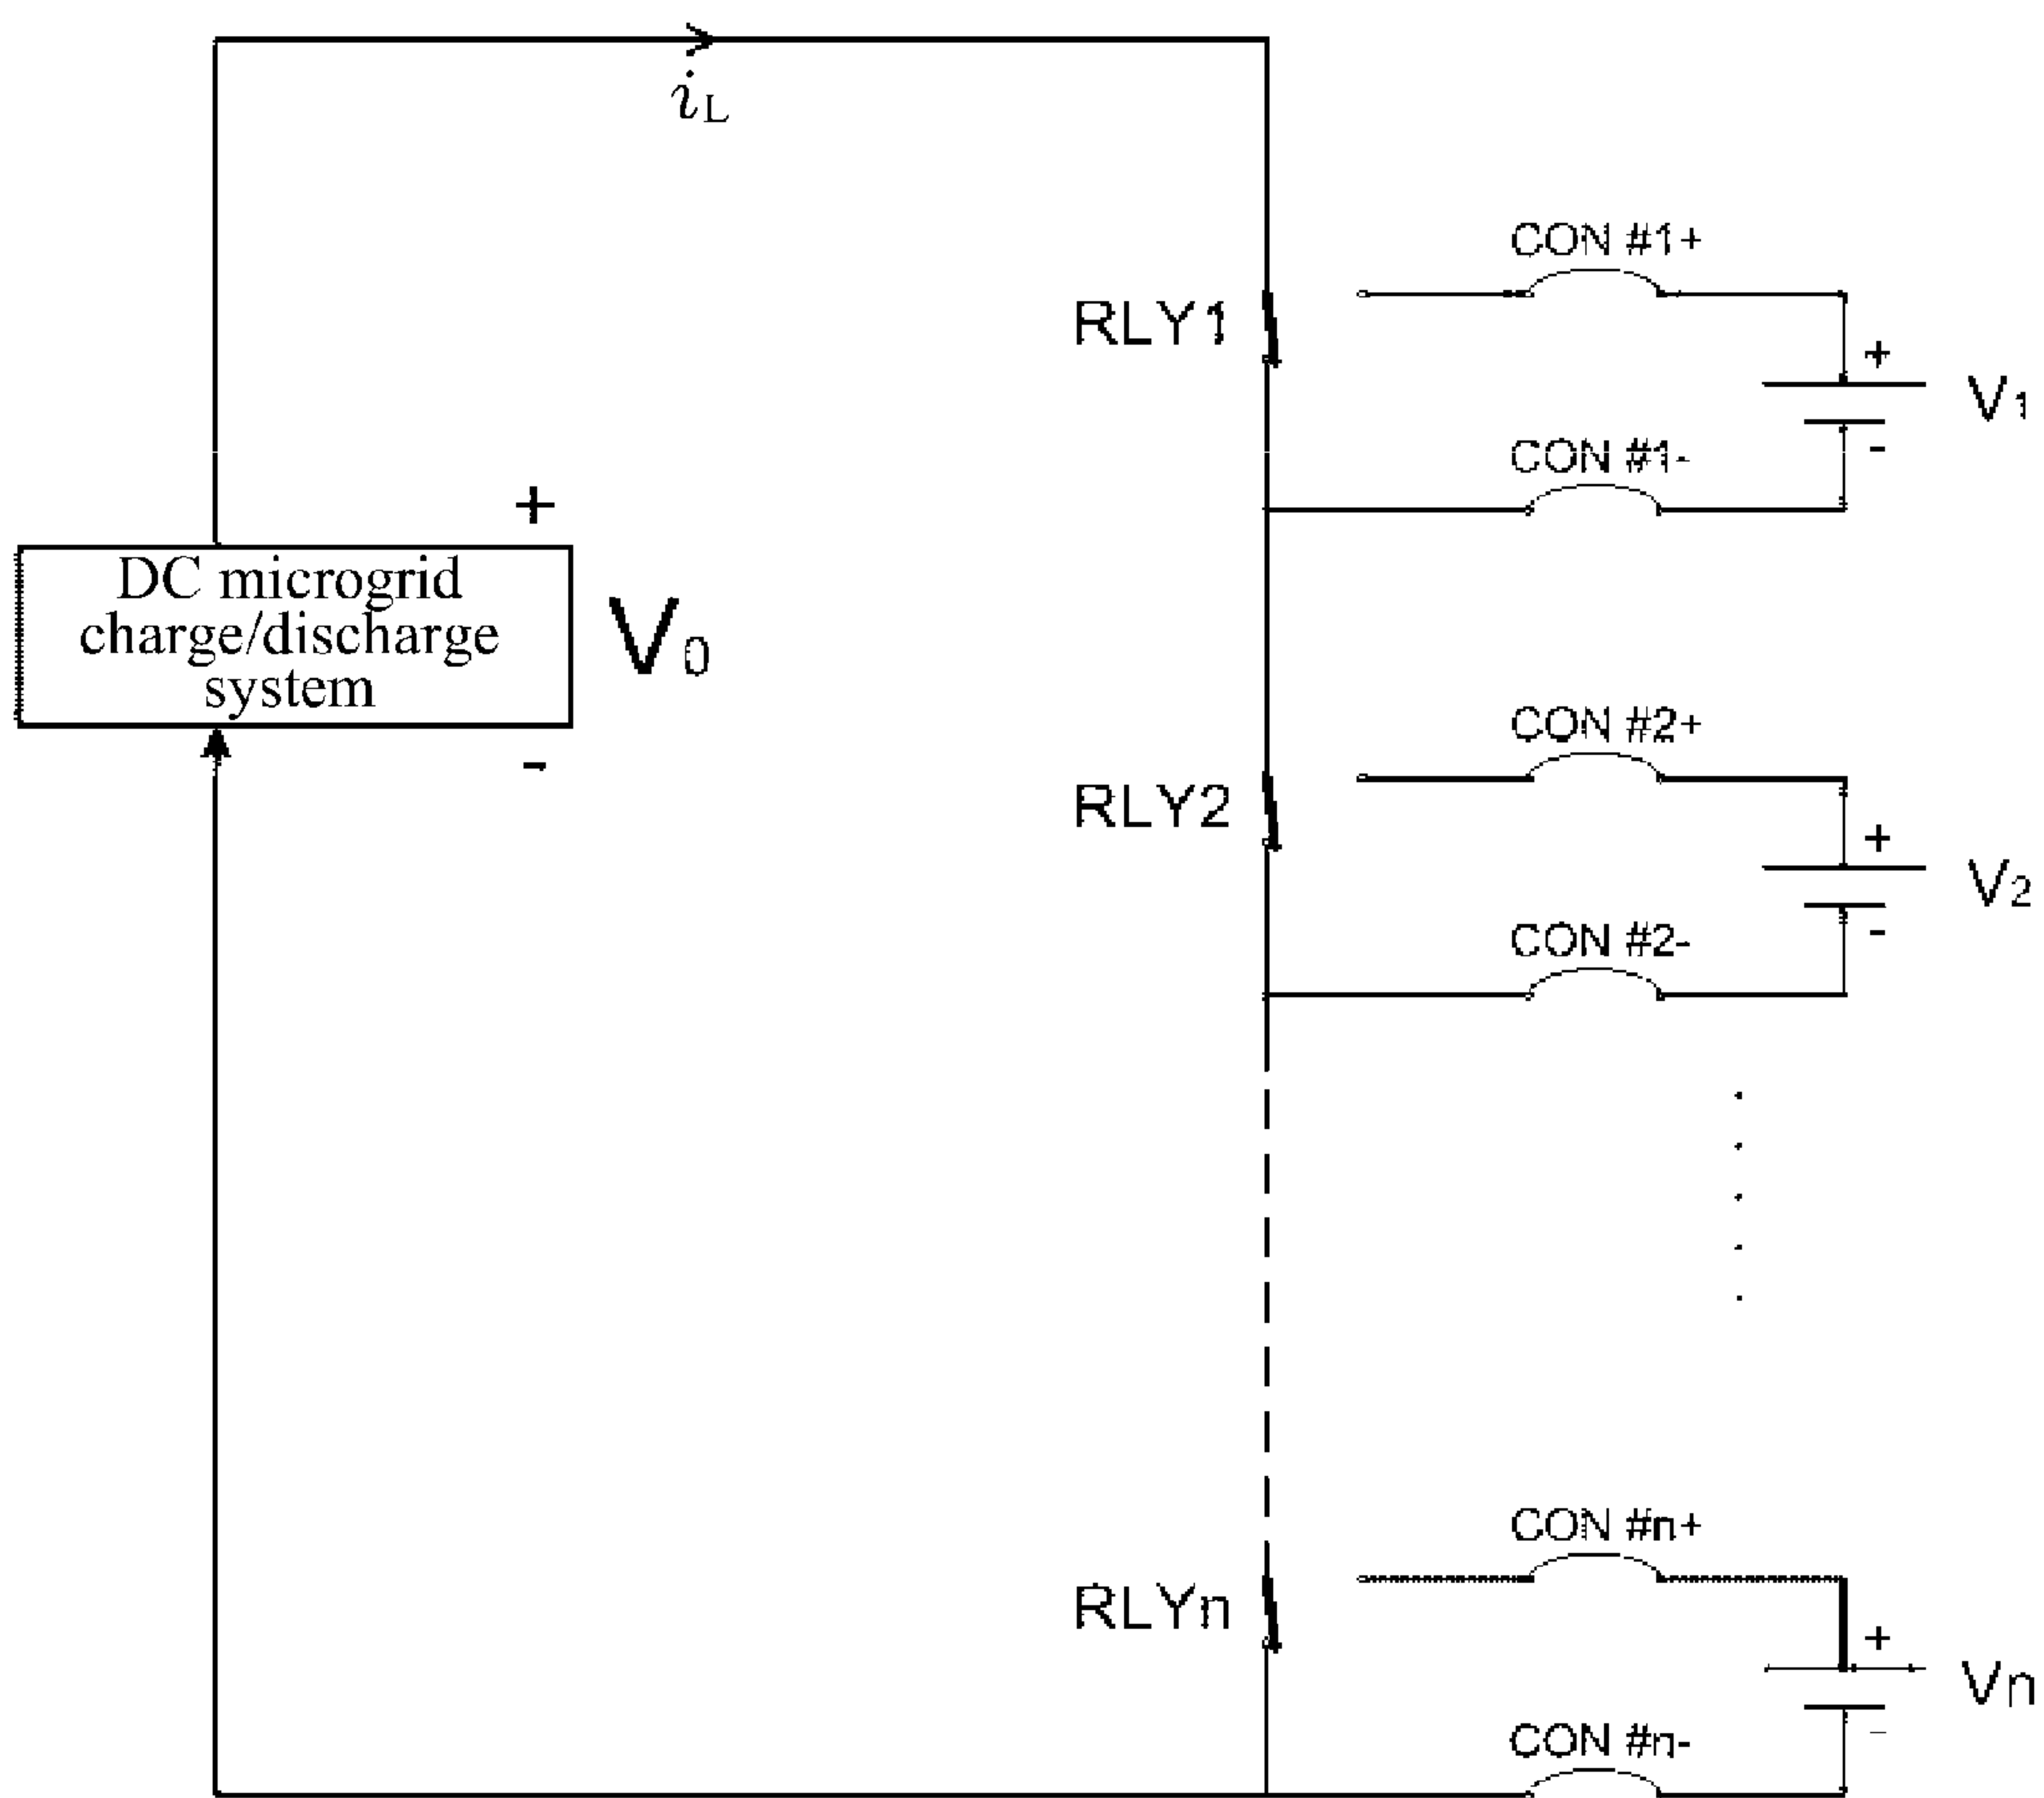 iL
CON #1+
RLY1
+
V1
CON #1-
-
+
DC microgrid
charge/discharge
system
V0
-
CON #2+
RLY2
+
V2
CON #2-
-
CON #n+
RLYn
+
Vn
CON #n-
-